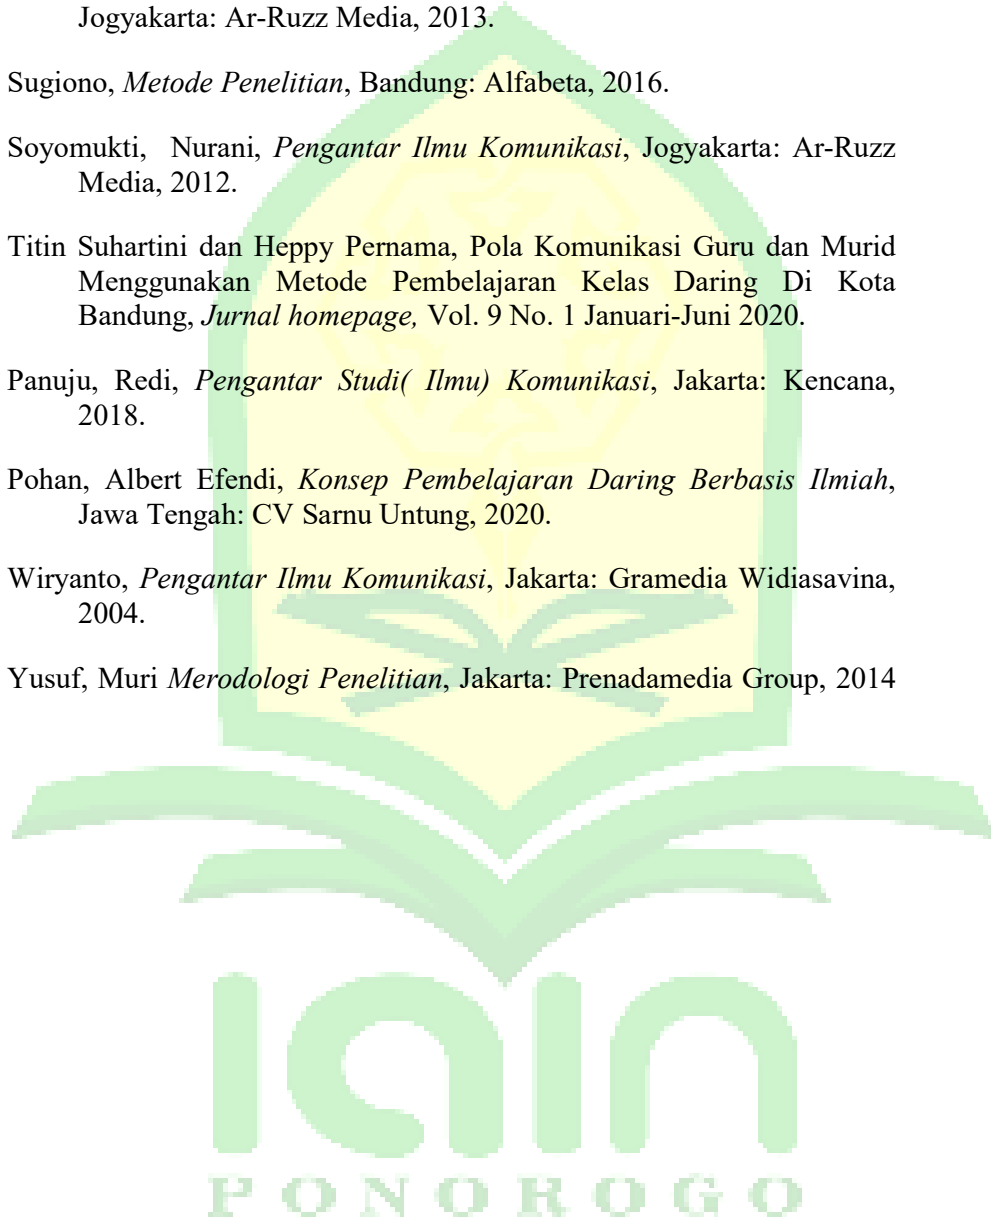 Jogyakarta: Ar-Ruzz Media, 2013.
Sugiono, Metode Penelitian, Bandung: Alfabeta, 2016.
Soyomukti, Nurani, Pengantar Ilmu Komunikasi, Jogyakarta: Ar-Ruzz
Media, 2012.
Titin Suhartini dan Heppy Pernama, Pola Komunikasi Guru dan Murid
Menggunakan Metode Pembelajaran Kelas Daring Di Kota
Bandung, Jurnal homepage, Vol. 9 No. 1 Januari-Juni 2020.
Panuju, Redi, Pengantar Studi( Ilmu) Komunikasi, Jakarta: Kencana,
2018.
Pohan, Albert Efendi, Konsep Pembelajaran Daring Berbasis Ilmiah,
Jawa Tengah: CV Sarnu Untung, 2020.
Wiryanto, Pengantar Ilmu Komunikasi, Jakarta: Gramedia Widiasavina,
2004.
Yusuf, Muri Merodologi Penelitian, Jakarta: Prenadamedia Group, 2014
iain
PONOROGO